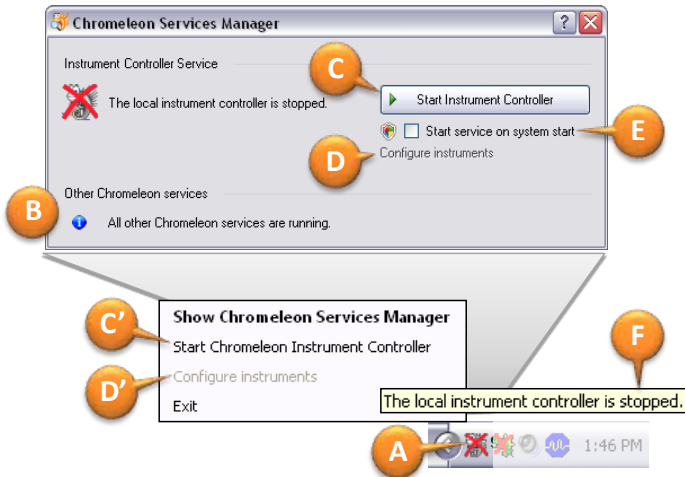 Chromeleon Services Manager
Instrument Controller Service
C
The local instrument controller is stopped.
Start Instrument Controller
Start service on system start
E
D
Configure instruments
Other Chromeleon services
B
All other Chromeleon services are running.
Show Chromeleon Services Manager
C’
Start Chromeleon Instrument Controller
F
D’
Configure instruments
Exit
The local instrument controller is stopped.
A
1:46 PM